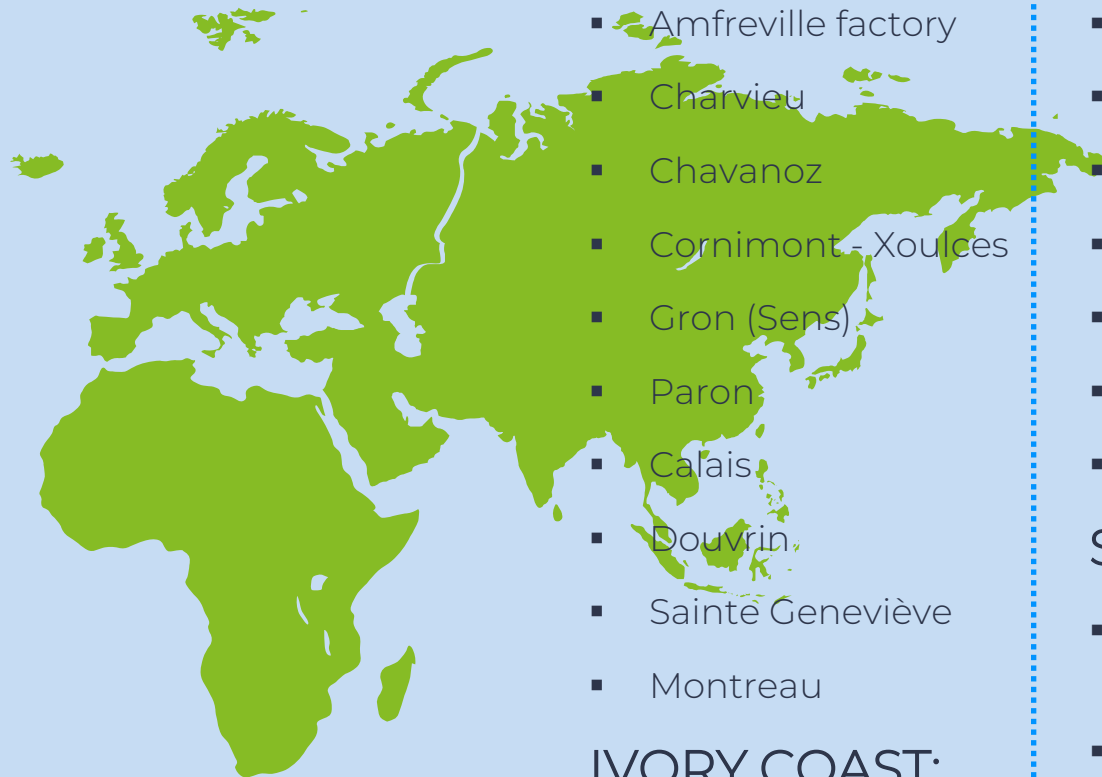 ▪ Amfreville factory
▪ Charvieu
▪ Chavanoz
▪ Cornimont - Xoulces
▪ Gron (Sens)
▪ Paron
▪ Calais
▪ Douvrin
▪ Sainte Geneviève
▪ Montreau
IVORY COAST: